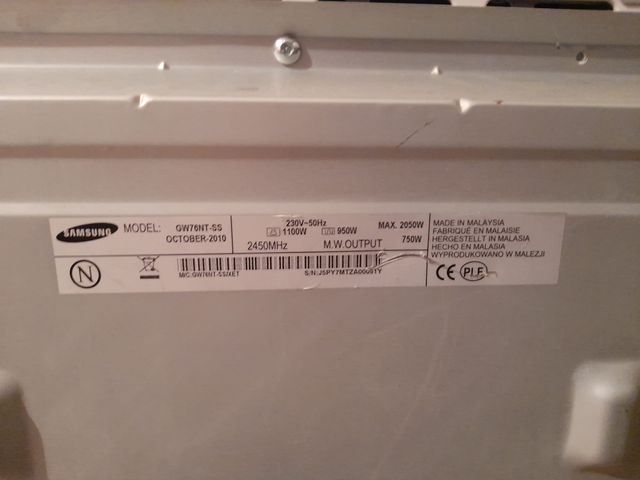 SAMSUNG
MODEL: GW76NT-SS
OCTOBER-2010
230V~50Hz
1100W 950W
MAX. 2050W
2450MHz M.W.OUTPUT 750W
MADE IN MALAYSIA
FABRIQUÉ EN MALAISIE
HERGESTELLT IN MALASIA
HECHO EN MALASIA
WYPRODUKOWANO W MALEZJI
N
M/C:GW76NT-SS/XET
CE